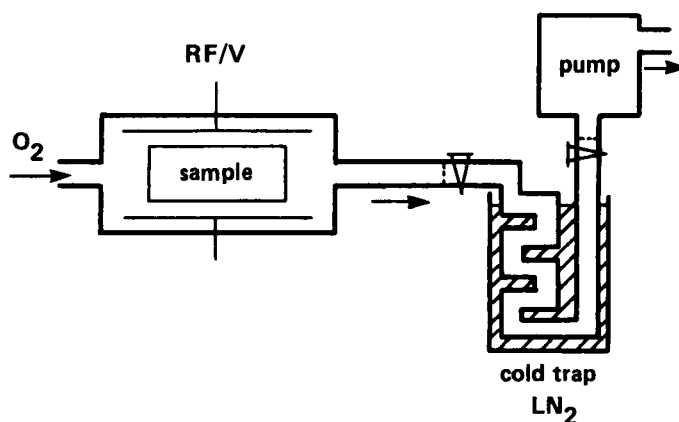 RF/V
pump
O₂
sample
cold trap
LN₂